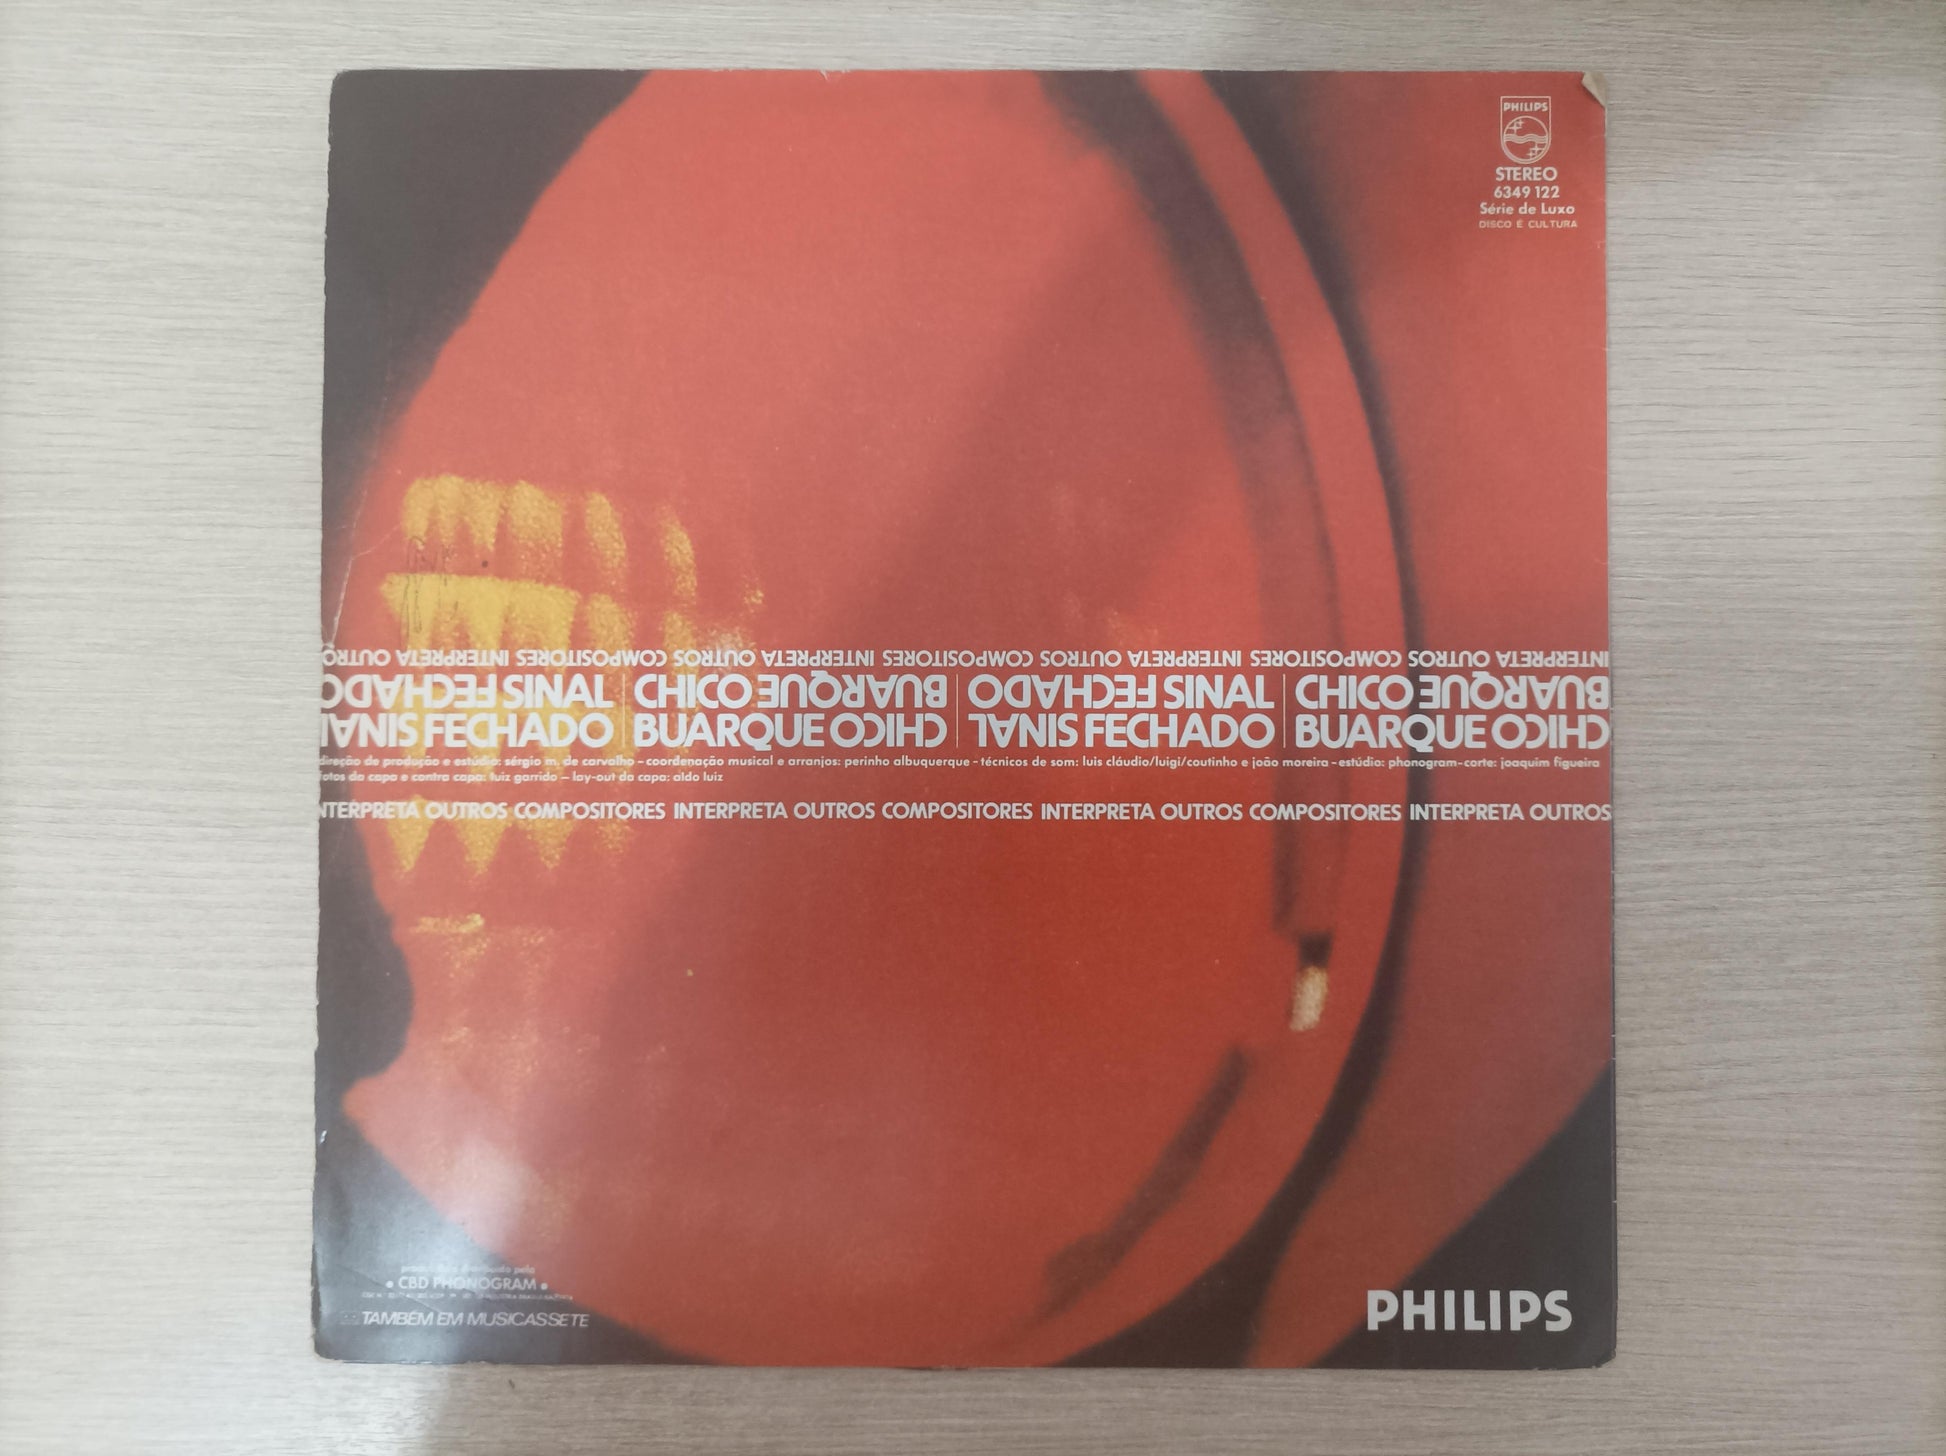 PHILIPS
STEREO
6349 122
Série de Luxo
DISCO É CULTURA
OUTROS INTERPRETA COMPOSITORES OUTROS INTERPRETA COMPOSITORES OUTROS INTERPRETA COMPOSITORES OUTROS INTERPRETA
FECHADO SINAL CHICO BUARQUE FECHADO SINAL CHICO BUARQUE
SINAL FECHADO BUARQUE CHICO SINAL FECHADO BUARQUE CHICO
direção de produção e estúdio: sérgio m. de carvalho - coordenação musical e arranjos: perinho albuquerque - técnicos de som: luis cláudio/luigi/coutinho e joão moreira - estúdio: phonogram - corte: joaquim figueira
fotos da capa e contra capa: luiz garrido – lay-out da capa: aldo luiz
INTERPRETA OUTROS COMPOSITORES INTERPRETA OUTROS COMPOSITORES INTERPRETA OUTROS COMPOSITORES INTERPRETA OUTROS
• CBD PHONOGRAM •
TAMBÉM EM MUSICASSETE
PHILIPS